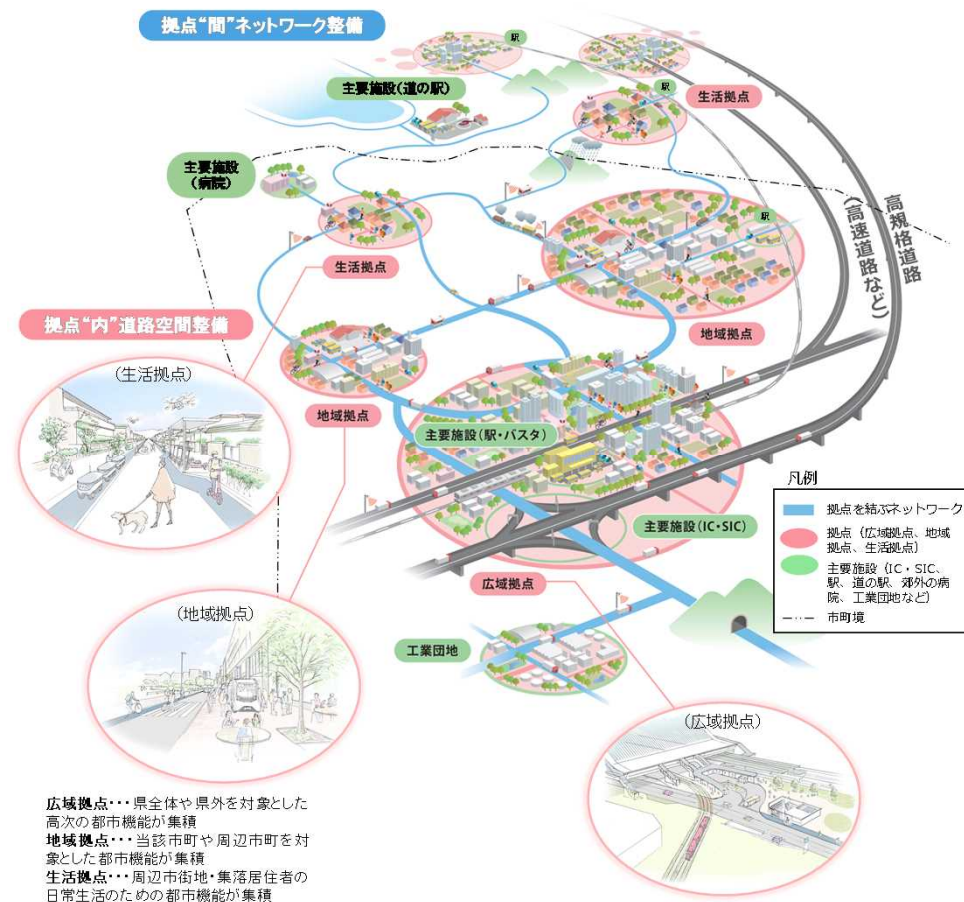 拠点“間”ネットワーク整備
駅
駅
主要施設(道の駅)
駅
生活拠点
主要施設
(病院)
駅
高規格道路
(高速道路など)
生活拠点
拠点“内”道路空間整備
地域拠点
(生活拠点)
地域拠点
主要施設(駅・バスタ)
凡例
拠点を結ぶネットワーク
拠点(広域拠点、地域
拠点、生活拠点)
主要施設(IC・SIC、
駅、道の駅、郊外の病
院、工業団地など)
市町境
主要施設(IC・SIC)
広域拠点
(地域拠点)
工業団地
(広域拠点)
広域拠点･･･県全体や県外を対象とした
高次の都市機能が集積
地域拠点･･･当該市町や周辺市町を対
象とした都市機能が集積
生活拠点･･･周辺市街地・集落居住者の
日常生活のための都市機能が集積